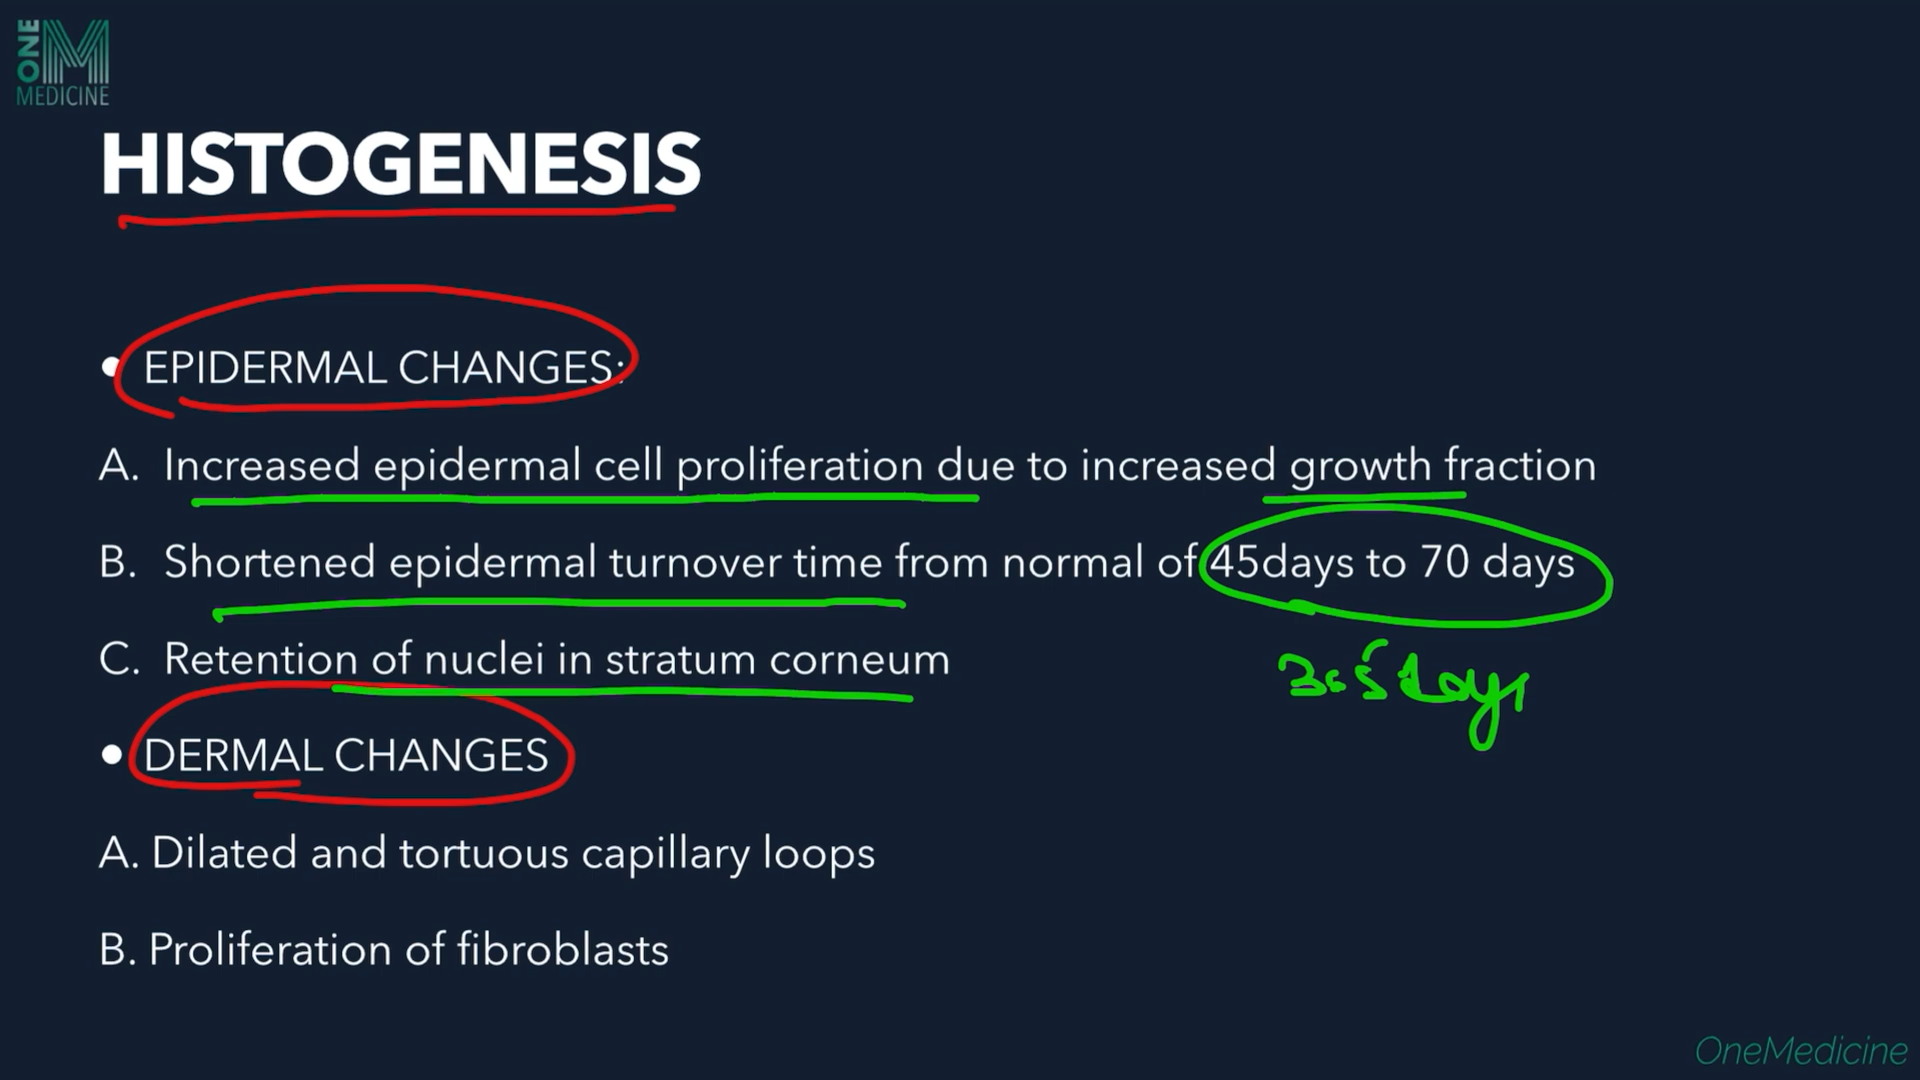 ONE
M
MEDICINE
HISTOGENESIS
• EPIDERMAL CHANGES:
A. Increased epidermal cell proliferation due to increased growth fraction
B. Shortened epidermal turnover time from normal of 45days to 70 days
C. Retention of nuclei in stratum corneum
days
• DERMAL CHANGES
A. Dilated and tortuous capillary loops
B. Proliferation of fibroblasts
OneMedicine